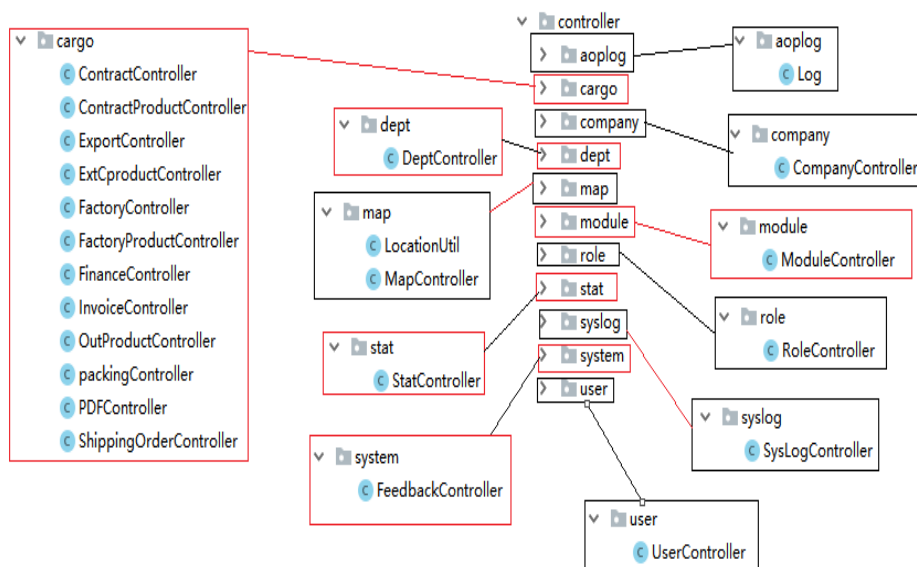 cargo
ContractController
ContractProductController
ExportController
ExtCproductController
FactoryController
FactoryProductController
FinanceController
InvoiceController
OutProductController
packingController
PDFController
ShippingOrderController
dept
DeptController
map
LocationUtil
MapController
stat
StatController
system
FeedbackController
controller
aoplog
cargo
company
dept
map
module
role
stat
syslog
system
user
aoplog
Log
company
CompanyController
module
ModuleController
role
RoleController
syslog
SysLogController
user
UserController